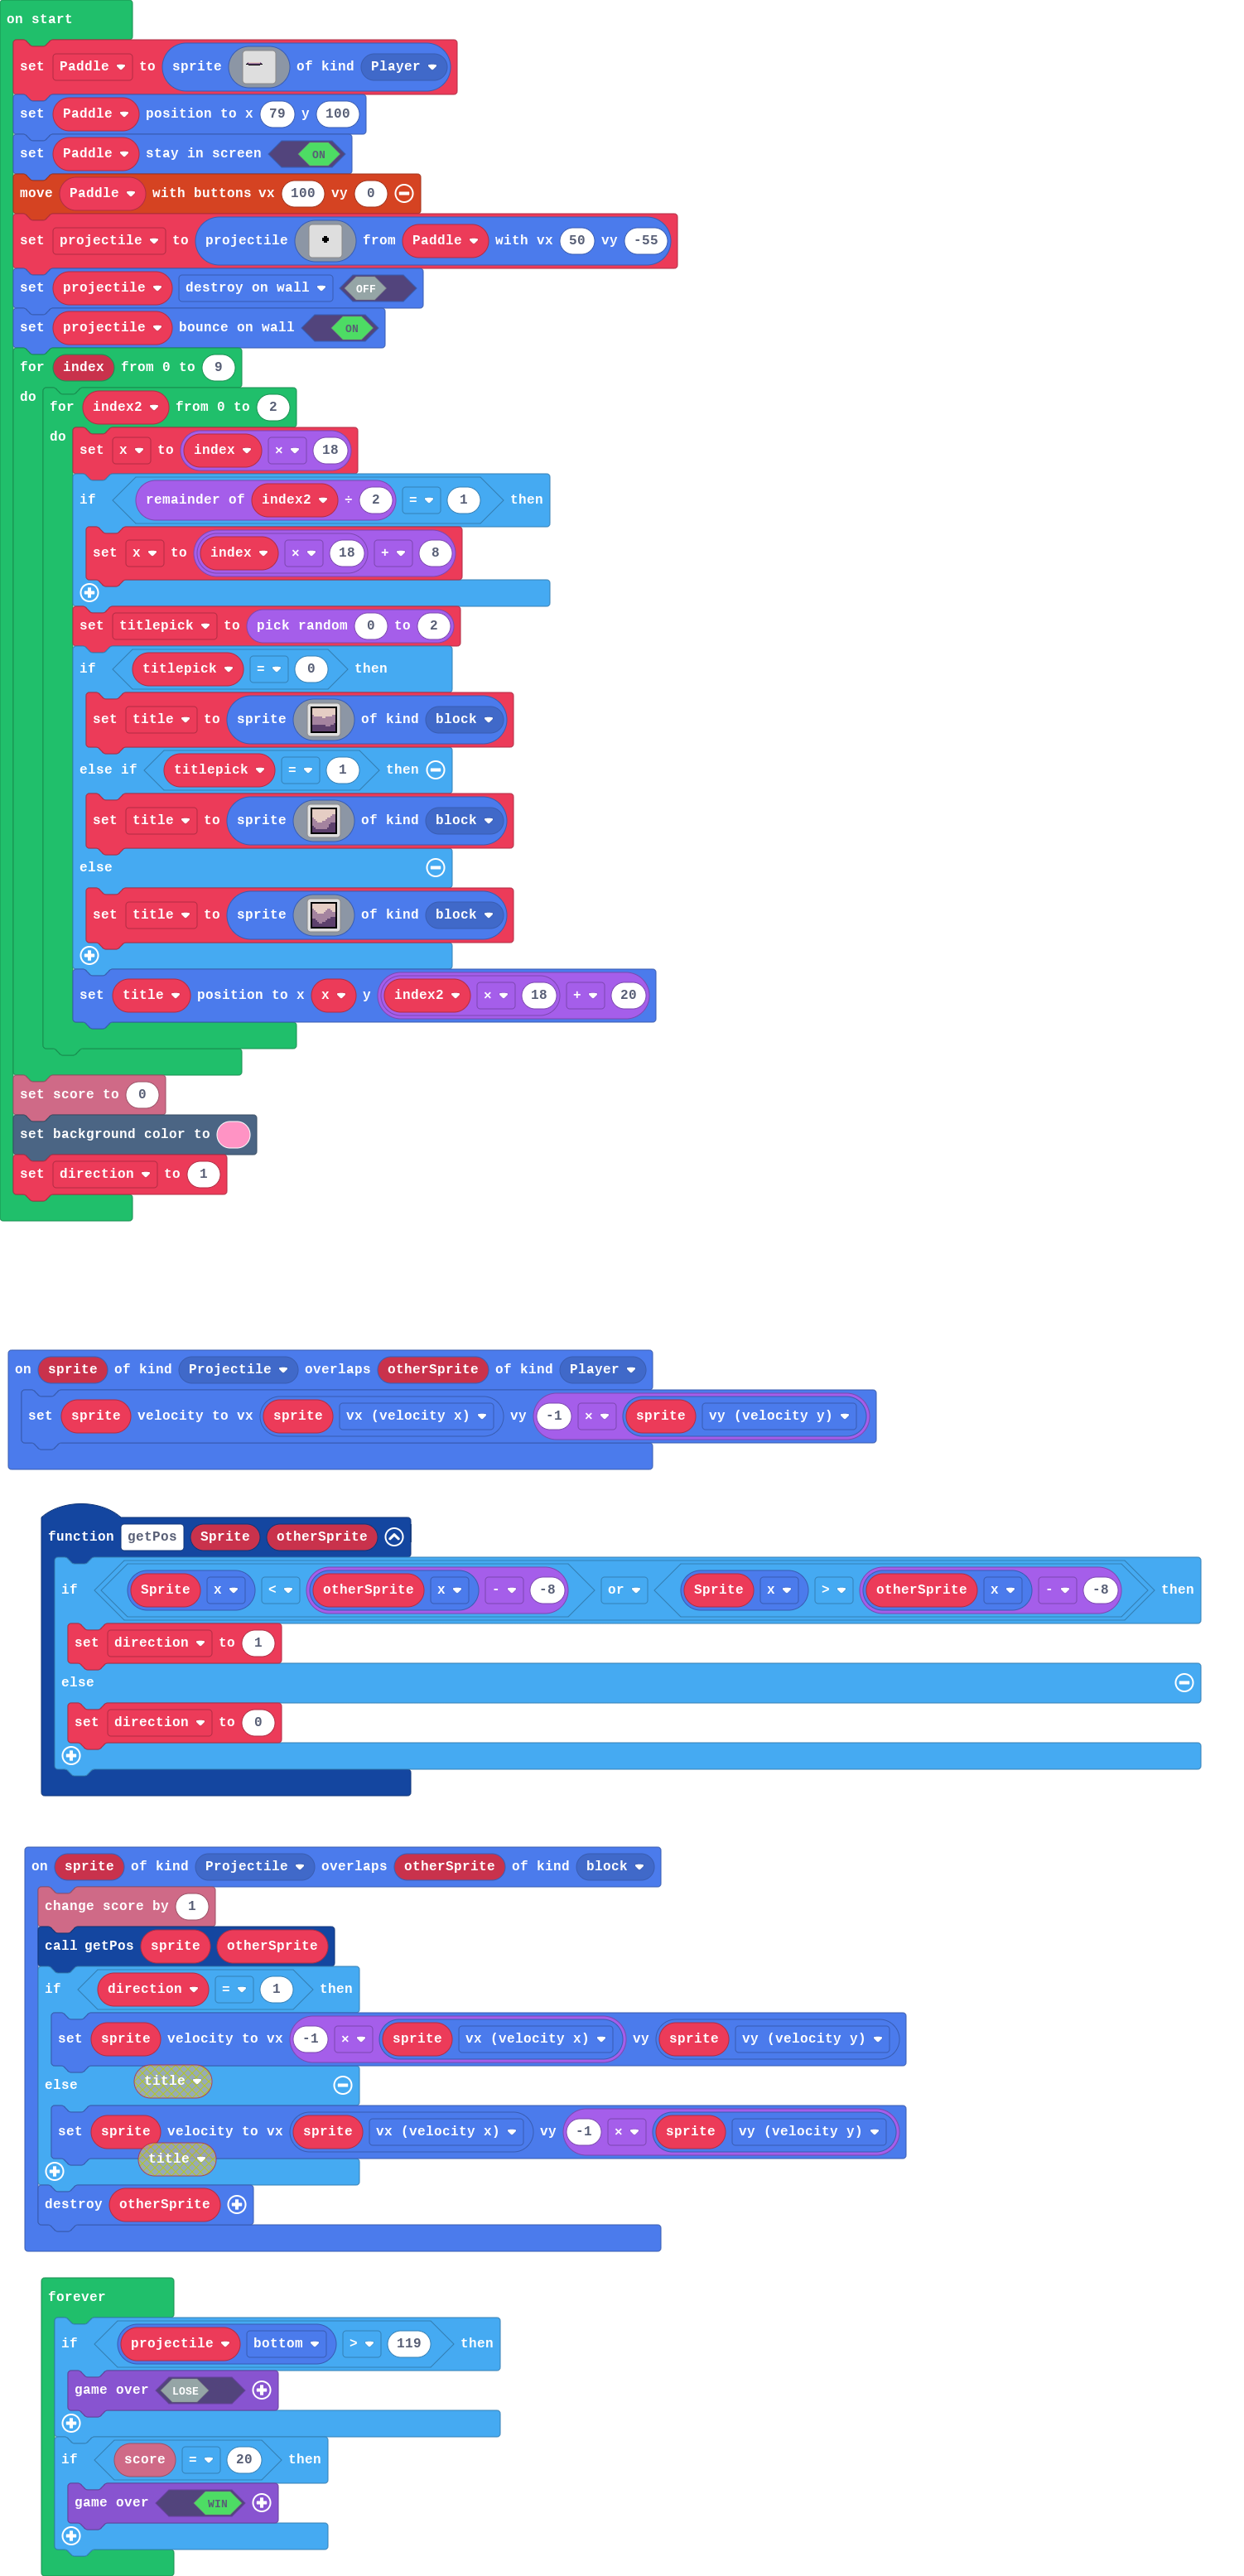 on start
set Paddle to sprite of kind Player
set Paddle position to x 79 y 100
set Paddle stay in screen ON
move Paddle with buttons vx 100 vy 0
set projectile to projectile from Paddle with vx 50 vy -55
set projectile destroy on wall OFF
set projectile bounce on wall ON
for index from 0 to 9
do
for index2 from 0 to 2
do
set x to index × 18
if remainder of index2 ÷ 2 = 1 then
set x to index × 18 + 8
set titlepick to pick random 0 to 2
if titlepick = 0 then
set title to sprite of kind block
else if titlepick = 1 then
set title to sprite of kind block
else
set title to sprite of kind block
set title position to x x y index2 × 18 + 20
set score to 0
set background color to
set direction to 1
on sprite of kind Projectile overlaps otherSprite of kind Player
set sprite velocity to vx sprite vx (velocity x) vy -1 × sprite vy (velocity y)
function getPos Sprite otherSprite
if Sprite x < otherSprite x - -8 or Sprite x > otherSprite x - -8 then
set direction to 1
else
set direction to 0
on sprite of kind Projectile overlaps otherSprite of kind block
change score by 1
call getPos sprite otherSprite
if direction = 1 then
set sprite velocity to vx -1 × sprite vx (velocity x) vy sprite vy (velocity y)
else title
set sprite velocity to vx sprite vx (velocity x) vy -1 × sprite vy (velocity y)
title
destroy otherSprite
forever
if projectile bottom > 119 then
game over LOSE
if score = 20 then
game over WIN